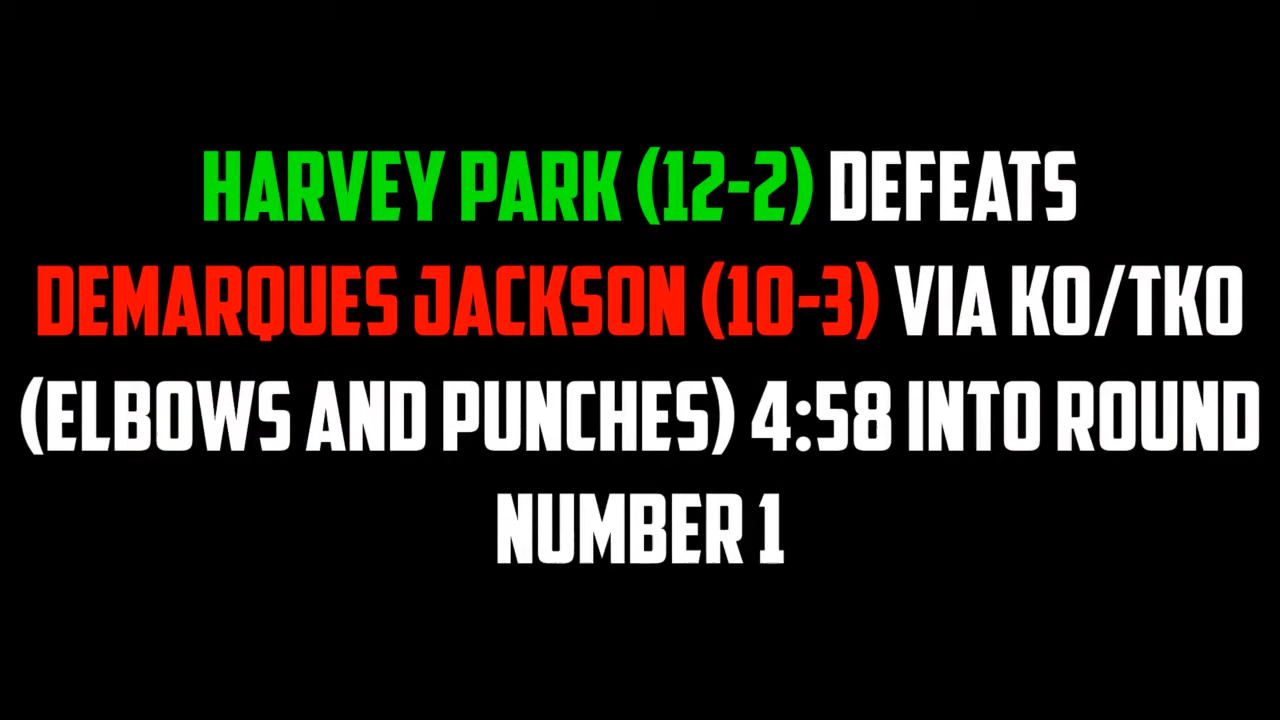 HARVEY PARK (12-2) DEFEATS
DEMARQUES JACKSON (10-3) VIA KO/TKO
(ELBOWS AND PUNCHES) 4:58 INTO ROUND
NUMBER 1